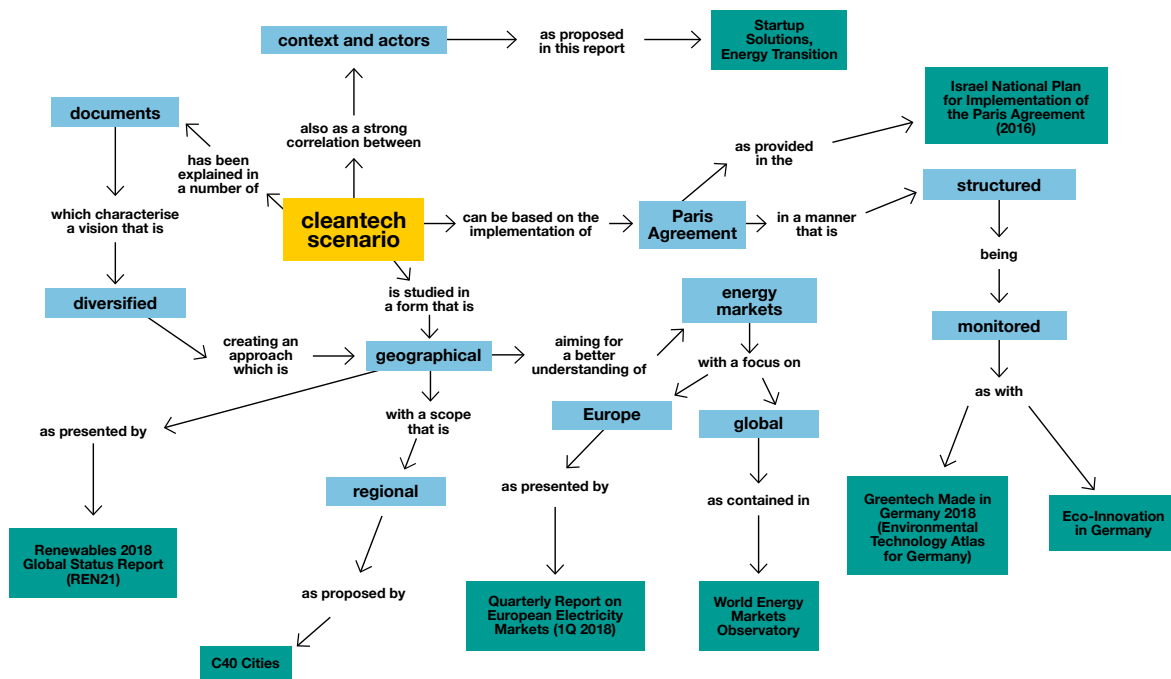 context and actors
as proposed
in this report
Startup
Solutions,
Energy Transition
documents
also as a strong
correlation between
has been
explained in
a number of
which characterise
a vision that is
diversified
cleantech
scenario
can be based on the
implementation of
Paris
Agreement
as provided
in the
Israel National Plan
for Implementation of
the Paris Agreement
(2016)
in a manner
that is
structured
being
monitored
as with
Greentech Made in
Germany 2018
(Environmental
Technology Atlas
for Germany)
Eco-Innovation
in Germany
is studied in
a form that is
creating an
approach
which is
geographical
aiming for
a better
understanding of
energy
markets
with a focus on
Europe
global
as presented by
Quarterly Report on
European Electricity
Markets (1Q 2018)
as contained in
World Energy
Markets
Observatory
with a scope
that is
regional
as proposed by
C40 Cities
as presented by
Renewables 2018
Global Status Report
(REN21)